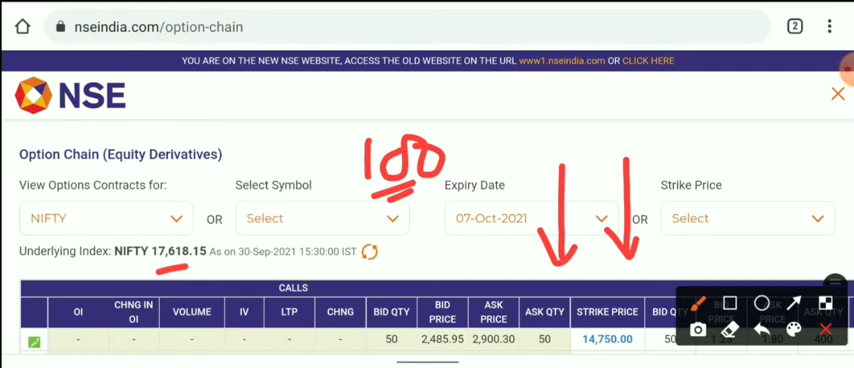 nseindia.com/option-chain
2
YOU ARE ON THE NEW NSE WEBSITE, ACCESS THE OLD WEBSITE ON THE URL www1.nseindia.com OR CLICK HERE
NSE
Option Chain (Equity Derivatives)
100
View Options Contracts for: Select Symbol Expiry Date Strike Price
NIFTY OR Select 07-Oct-2021 OR Select
Underlying Index: NIFTY 17,618.15 As on 30-Sep-2021 15:30:00 IST
CALLS
OI CHNG IN OI VOLUME IV LTP CHNG BID QTY BID PRICE ASK PRICE ASK QTY STRIKE PRICE
- - - - - - 50 2,485.95 2,900.30 50 14,750.00 50 1.25 1.80 400